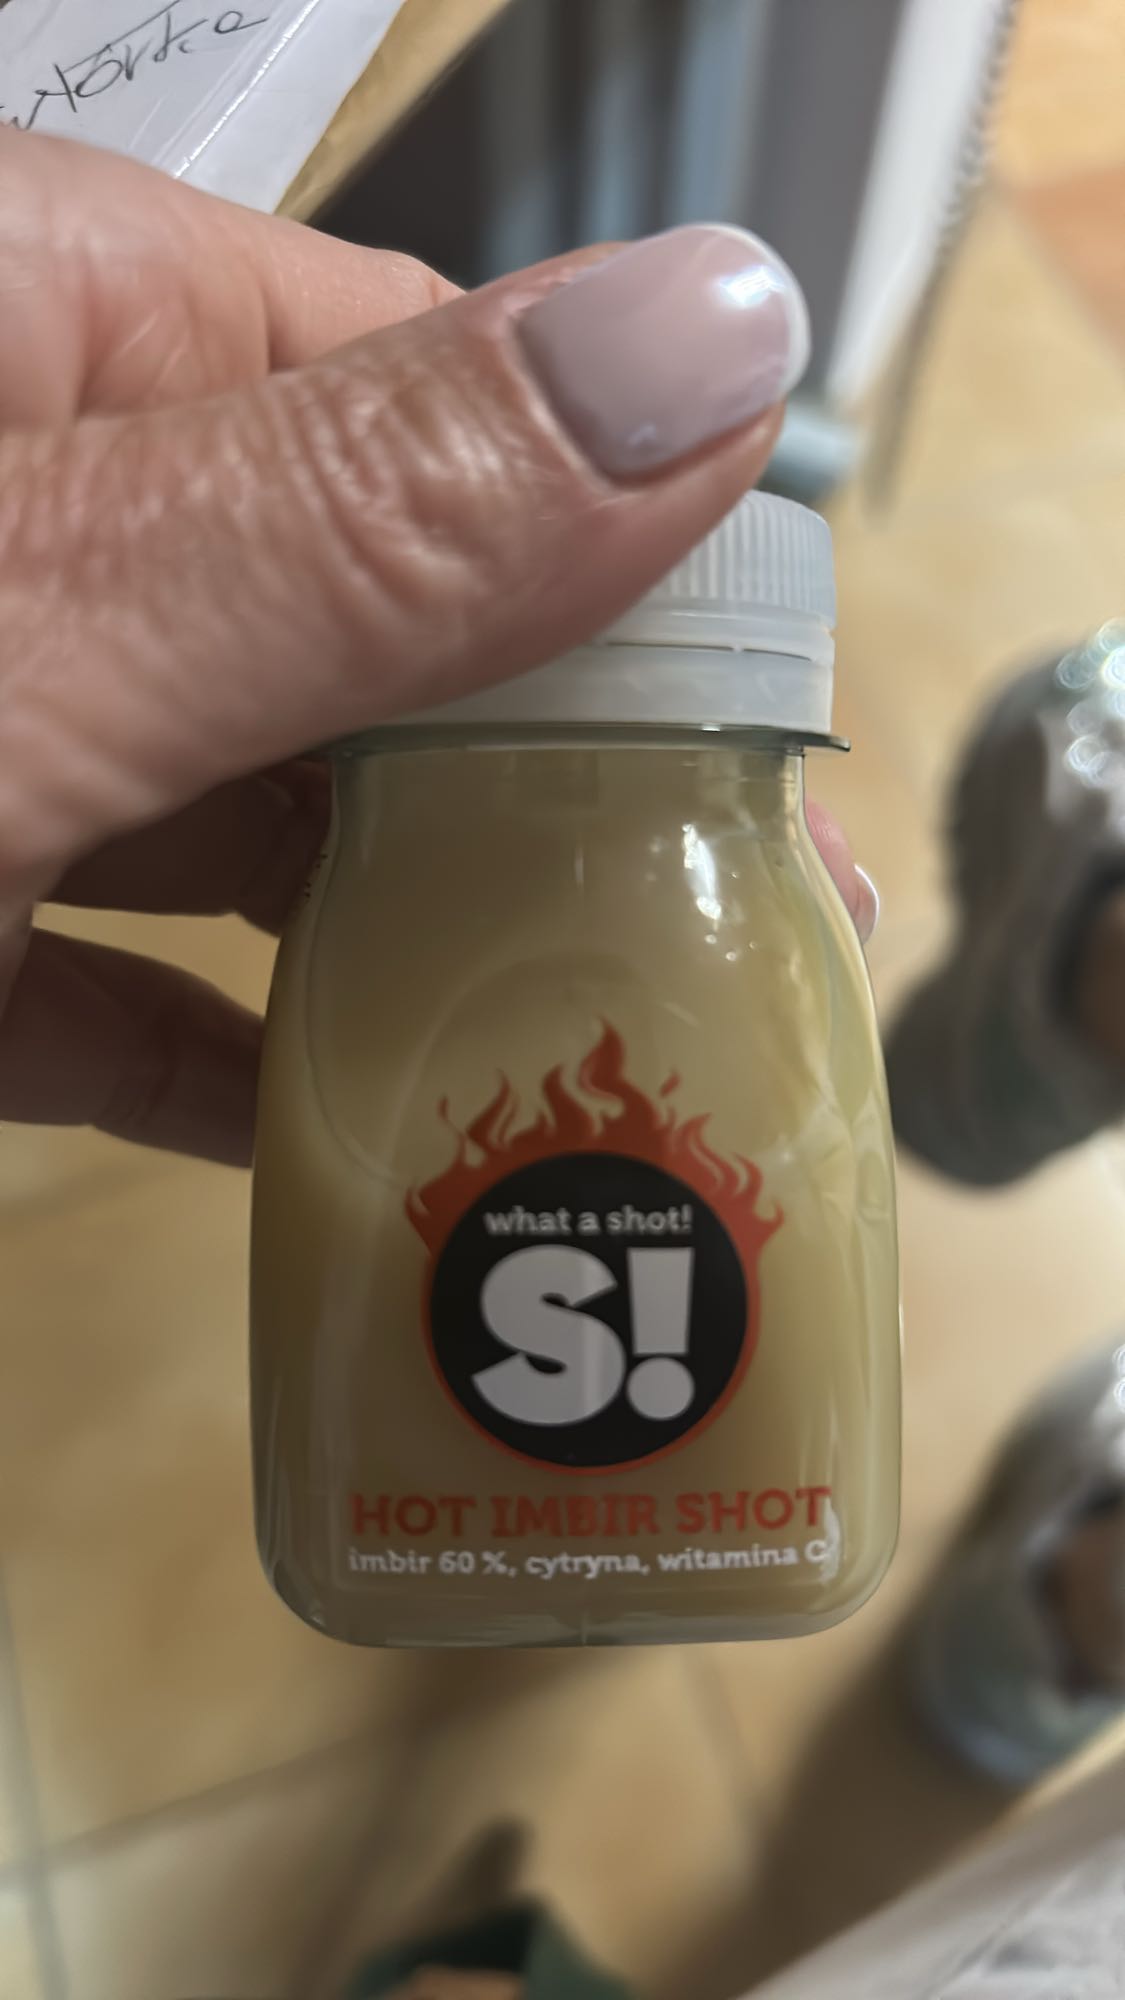 what a shot!
S!
HOT IMBIR SHOT
imbir 60 %, cytryna, witamina C